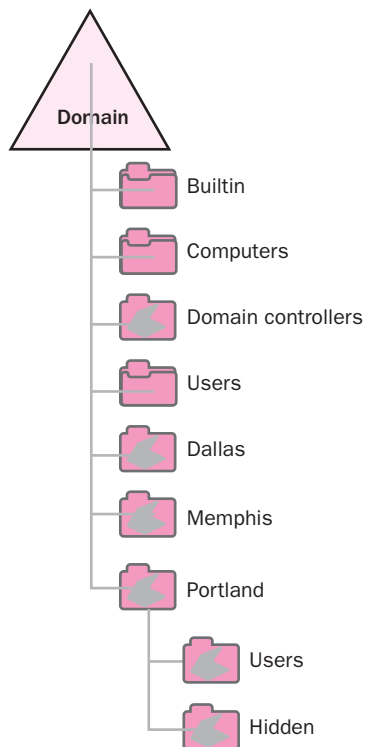 Domain
Builtin
Computers
Domain controllers
Users
Dallas
Memphis
Portland
Users
Hidden